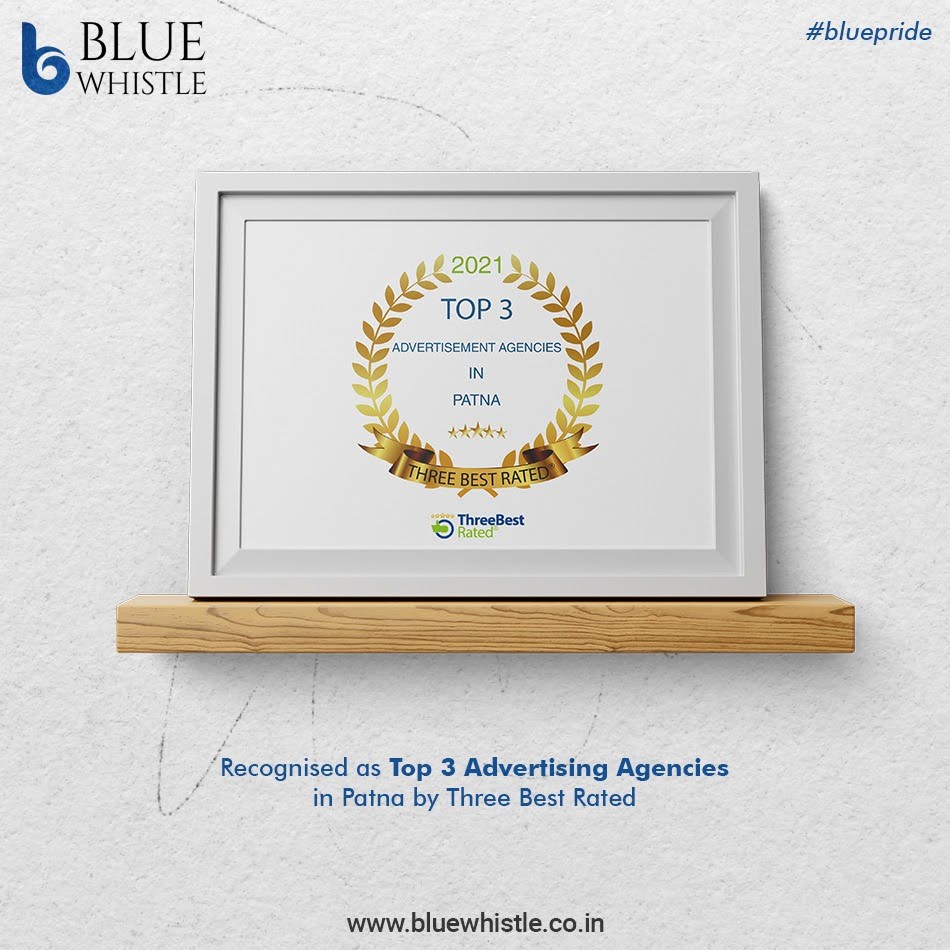 BLUE
WHISTLE
#bluepride
2021
TOP 3
ADVERTISEMENT AGENCIES
IN
PATNA
THREE BEST RATED®
ThreeBest
Rated®
Recognised as Top 3 Advertising Agencies
in Patna by Three Best Rated
www.bluewhistle.co.in